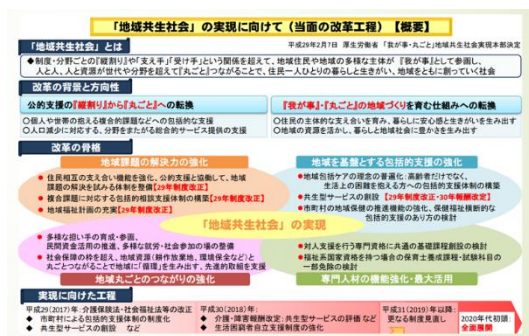 「地域共生社会」の実現に向けて（当面の改革工程）【概要】
「地域共生社会」とは
平成29年2月7日 厚生労働省 「我が事・丸ごと」地域共生社会実現本部決定
◆制度・分野ごとの『縦割り』や「支え手」「受け手」という関係を超えて、地域住民や地域の多様な主体が『我が事』として参画し、
人と人、人と資源が世代や分野を超えて『丸ごと』つながることで、住民一人ひとりの暮らしと生きがい、地域をともに創っていく社会
改革の背景と方向性
公的支援の『縦割り』から『丸ごと』への転換
○個人や世帯の抱える複合的課題などへの包括的な支援
○人口減少に対応する、分野をまたがる総合的サービス提供の支援
『我が事』・『丸ごと』の地域づくりを育む仕組みへの転換
○住民の主体的な支え合いを育み、暮らしに安心感と生きがいを生み出す
○地域の資源を活かし、暮らしと地域社会に豊かさを生み出す
改革の骨格
地域課題の解決力の強化
● 住民相互の支え合い機能を強化、公的支援と協働して、地域
課題の解決を試みる体制を整備【29年制度改正】
● 複合課題に対応する包括的相談支援体制の構築【29年制度改正】
● 地域福祉計画の充実【29年制度改正】
地域を基盤とする包括的支援の強化
● 地域包括ケアの理念の普遍化:高齢者だけでなく、
生活上の困難を抱える方への包括的支援体制の構築
● 共生型サービスの創設 【29年制度改正・30年報酬改定】
● 市町村の地域保健の推進機能の強化、保健福祉横断的な
包括的支援のあり方の検討
「地域共生社会」の実現
● 多様な担い手の育成・参画、
民間資金活用の推進、多様な就労・社会参加の場の整備
● 社会保障の枠を超え、地域資源（耕作放棄地、環境保全など）と
丸ごとつながることで地域に「循環」を生み出す、先進的取組を支援
地域丸ごとのつながりの強化
● 対人支援を行う専門資格に共通の基礎課程創設の検討
● 福祉系国家資格を持つ場合の保育士養成課程・試験科目の
一部免除の検討
専門人材の機能強化・最大活用
実現に向けた工程
平成29(2017)年:介護保険法・社会福祉法等の改正
◆ 市町村による包括的支援体制の制度化
◆ 共生型サービスの創設 など
平成30(2018)年:
◆ 介護・障害報酬改定:共生型サービスの評価 など
◆ 生活困窮者自立支援制度の強化
平成31(2019)年以降:
更なる制度見直し
2020年代初頭:
全面展開